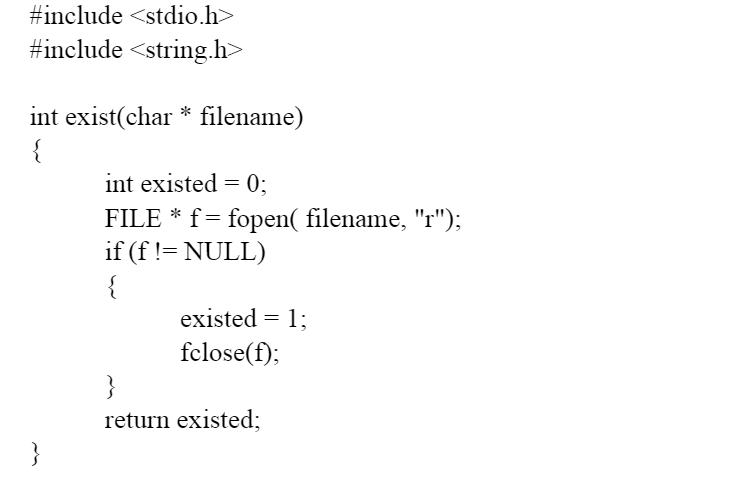 #include <stdio.h>
#include <string.h>
int exist(char * filename)
{
int existed = 0;
FILE * f = fopen( filename, "r");
if (f != NULL)
{
existed = 1;
fclose(f);
}
return existed;
}